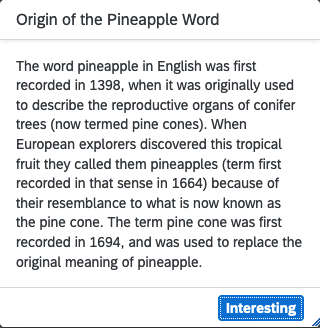 Origin of the Pineapple Word
The word pineapple in English was first
recorded in 1398, when it was originally used
to describe the reproductive organs of conifer
trees (now termed pine cones). When
European explorers discovered this tropical
fruit they called them pineapples (term first
recorded in that sense in 1664) because of
their resemblance to what is now known as
the pine cone. The term pine cone was first
recorded in 1694, and was used to replace the
original meaning of pineapple.
Interesting